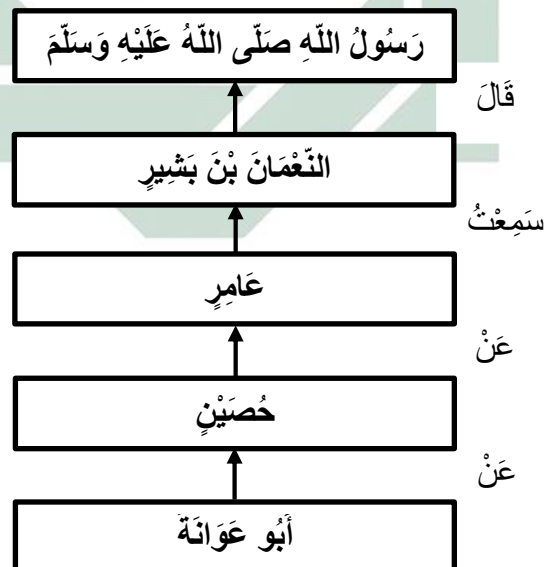 رَسُولُ اللّهِ صَلّى اللّهُ عَلَيْهِ وَسَلّمَ
قَالَ
النّعْمَانَ بْنَ بَشِيرٍ
سَمِعْتُ
عَامِرٍ
عَنْ
حُصَيْنٍ
عَنْ
أَبُو عَوَانَةَ